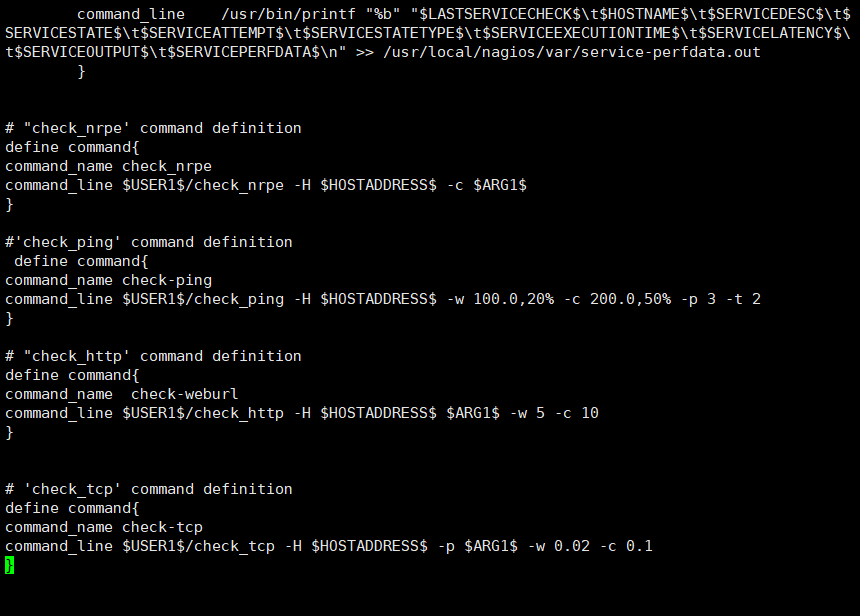 command_line    /usr/bin/printf "%b" "$LASTSERVICECHECK$\t$HOSTNAME$\t$SERVICEDESC$\t$
SERVICESTATE$\t$SERVICEATTEMPT$\t$SERVICESTATETYPE$\t$SERVICEEXECUTIONTIME$\t$SERVICELATENCY$\
t$SERVICEOUTPUT$\t$SERVICEPERFDATA$\n" >> /usr/local/nagios/var/service-perfdata.out
        }
# "check_nrpe' command definition
define command{
command_name check_nrpe
command_line $USER1$/check_nrpe -H $HOSTADDRESS$ -c $ARG1$
}
#'check_ping' command definition
 define command{
command_name check-ping
command_line $USER1$/check_ping -H $HOSTADDRESS$ -w 100.0,20% -c 200.0,50% -p 3 -t 2
}
# "check_http' command definition
define command{
command_name  check-weburl
command_line $USER1$/check_http -H $HOSTADDRESS$ $ARG1$ -w 5 -c 10
}
# 'check_tcp' command definition
define command{
command_name check-tcp
command_line $USER1$/check_tcp -H $HOSTADDRESS$ -p $ARG1$ -w 0.02 -c 0.1
}